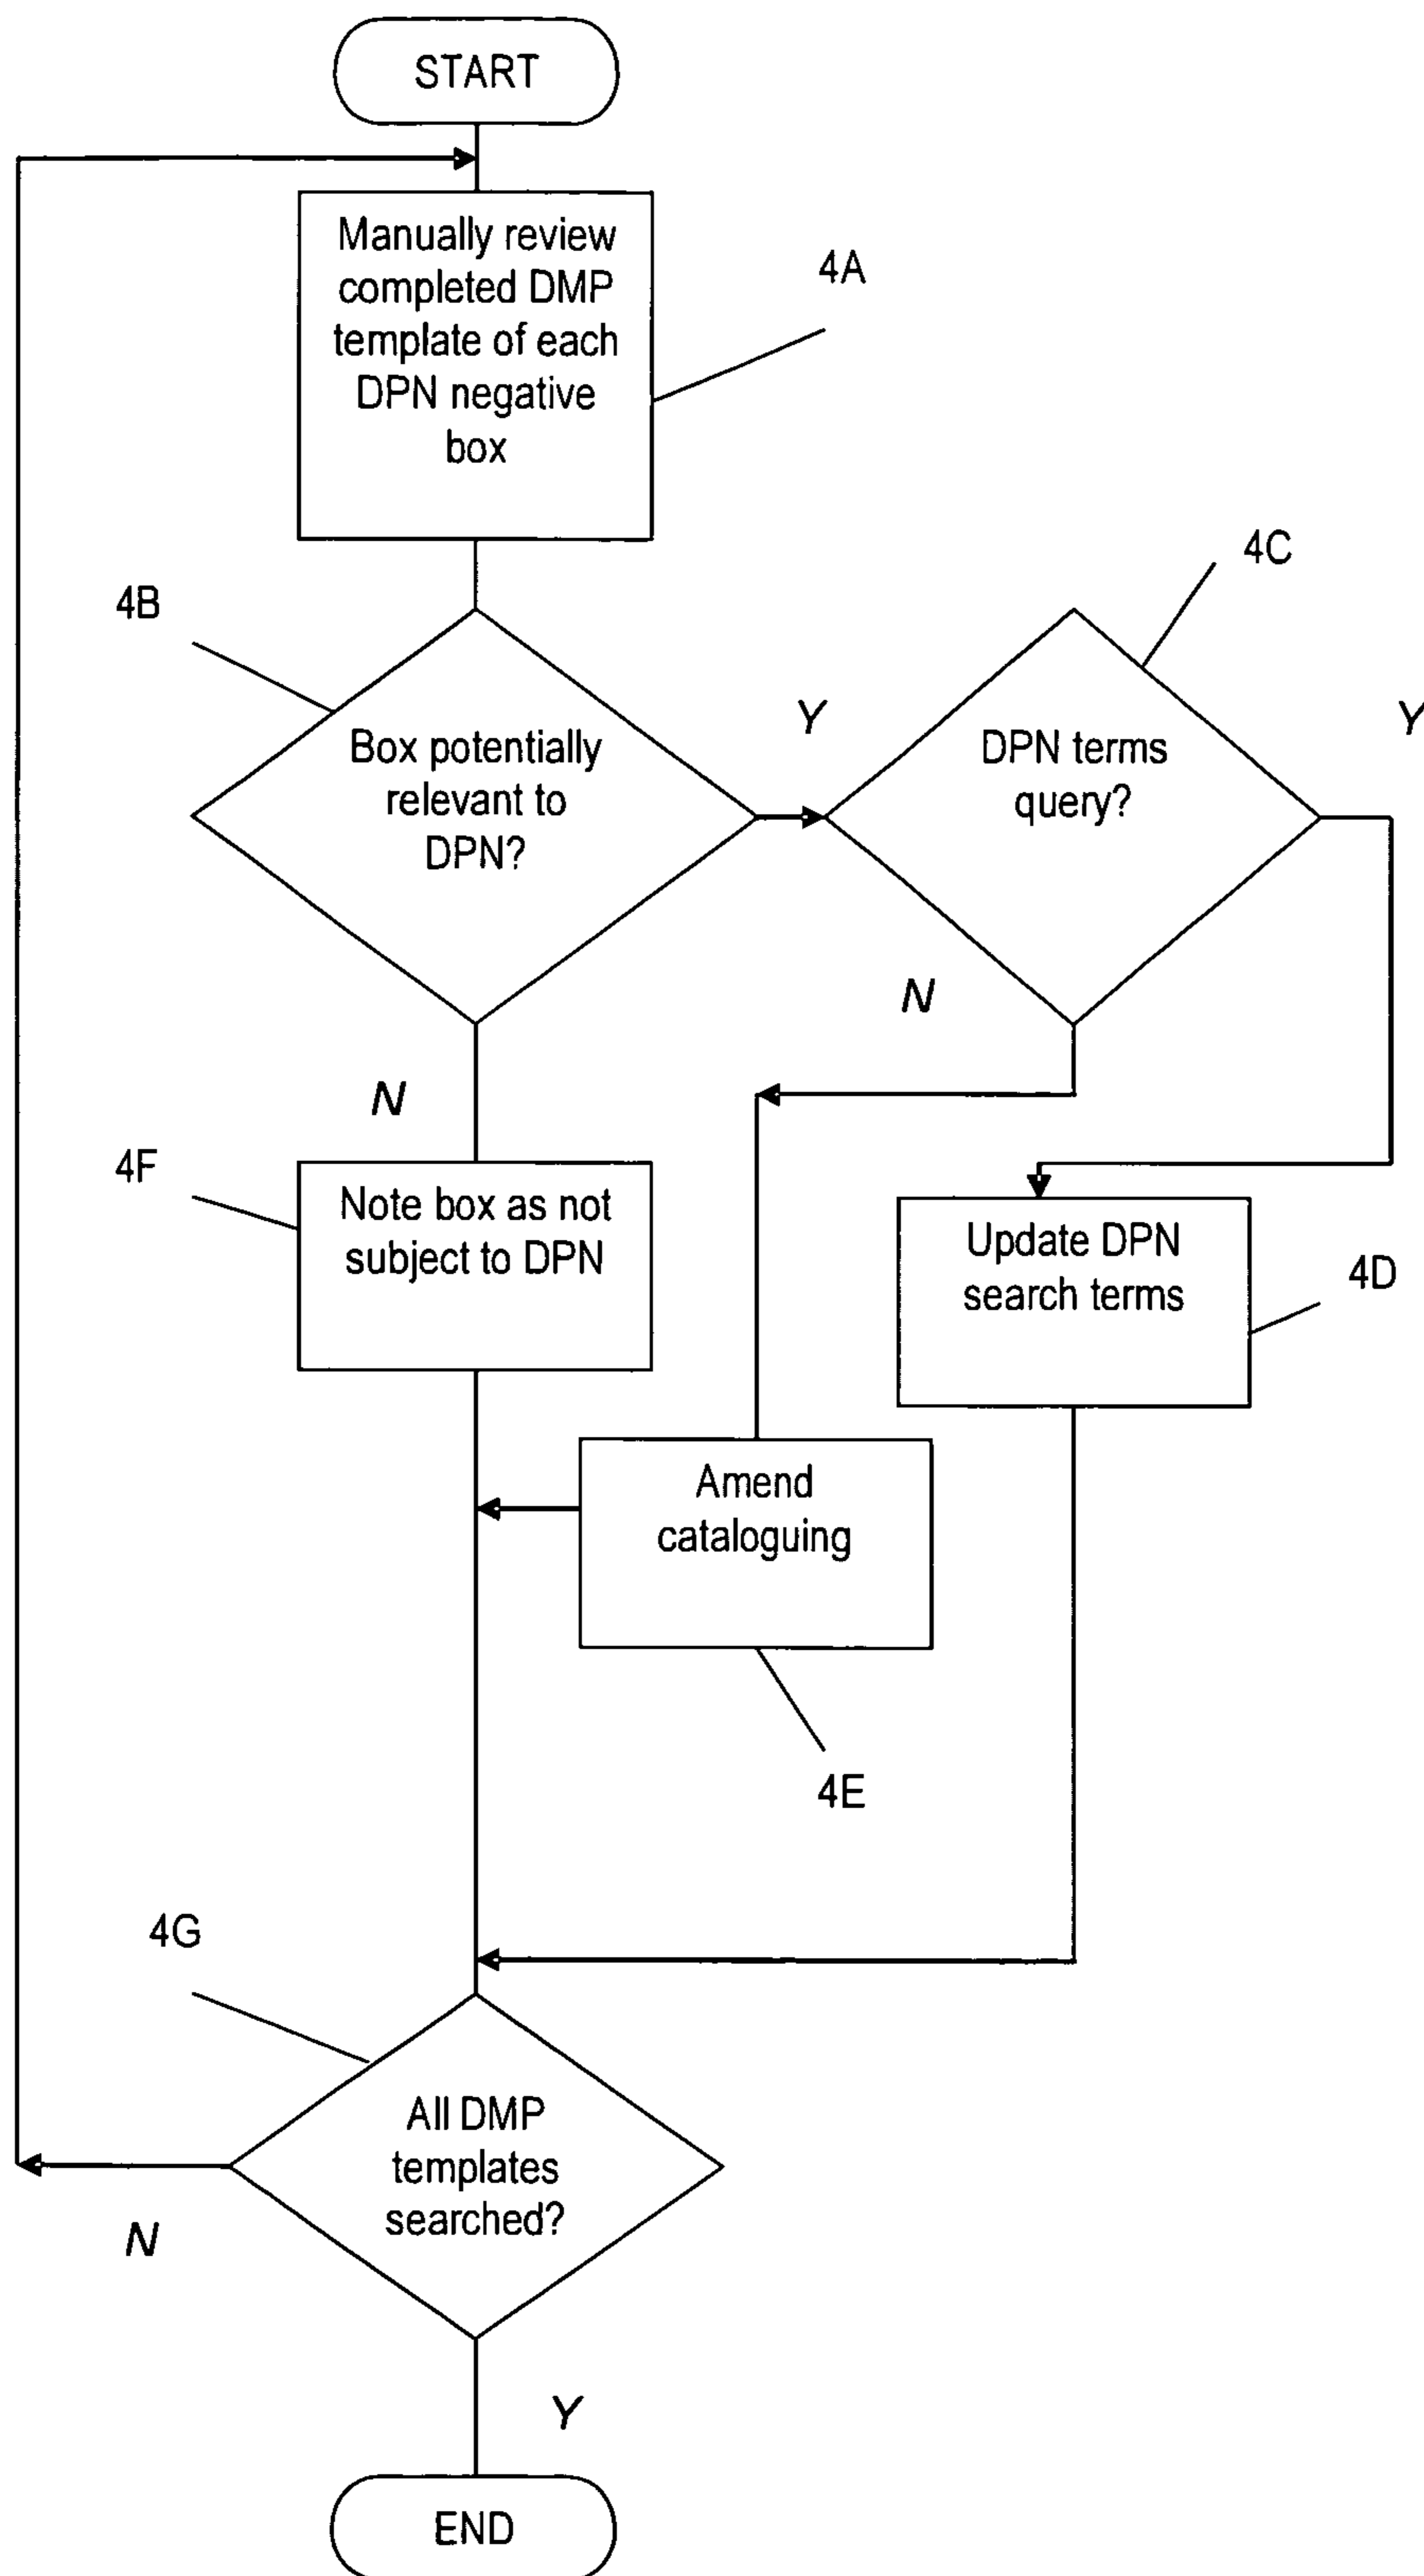 START
Manually review
completed DMP
template of each
DPN negative
box
4A
4C
4B
Y
Y
Box potentially
relevant to
DPN?
DPN terms
query?
N
N
4F
Note box as not
subject to DPN
Update DPN
search terms
4D
Amend
cataloguing
4E
4G
All DMP
templates
searched?
N
Y
END